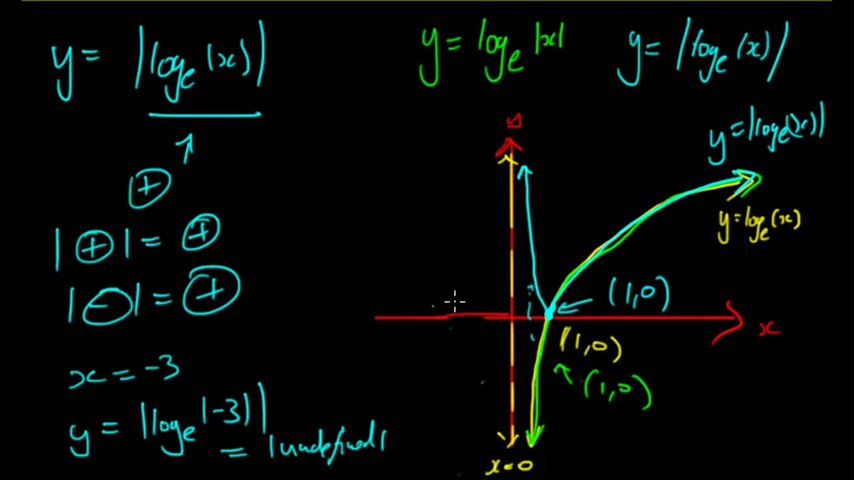 y = |logₑ(x)|
y = logₑ|x|
y = |logₑ(x)|
+
|+| = +
|-| = +
x = -3
y = |logₑ(-3)|
= |undefined|
y
y = |logₑ(x)|
y = logₑ(x)
(1,0)
x
(1,0)
(1,0)
x=0